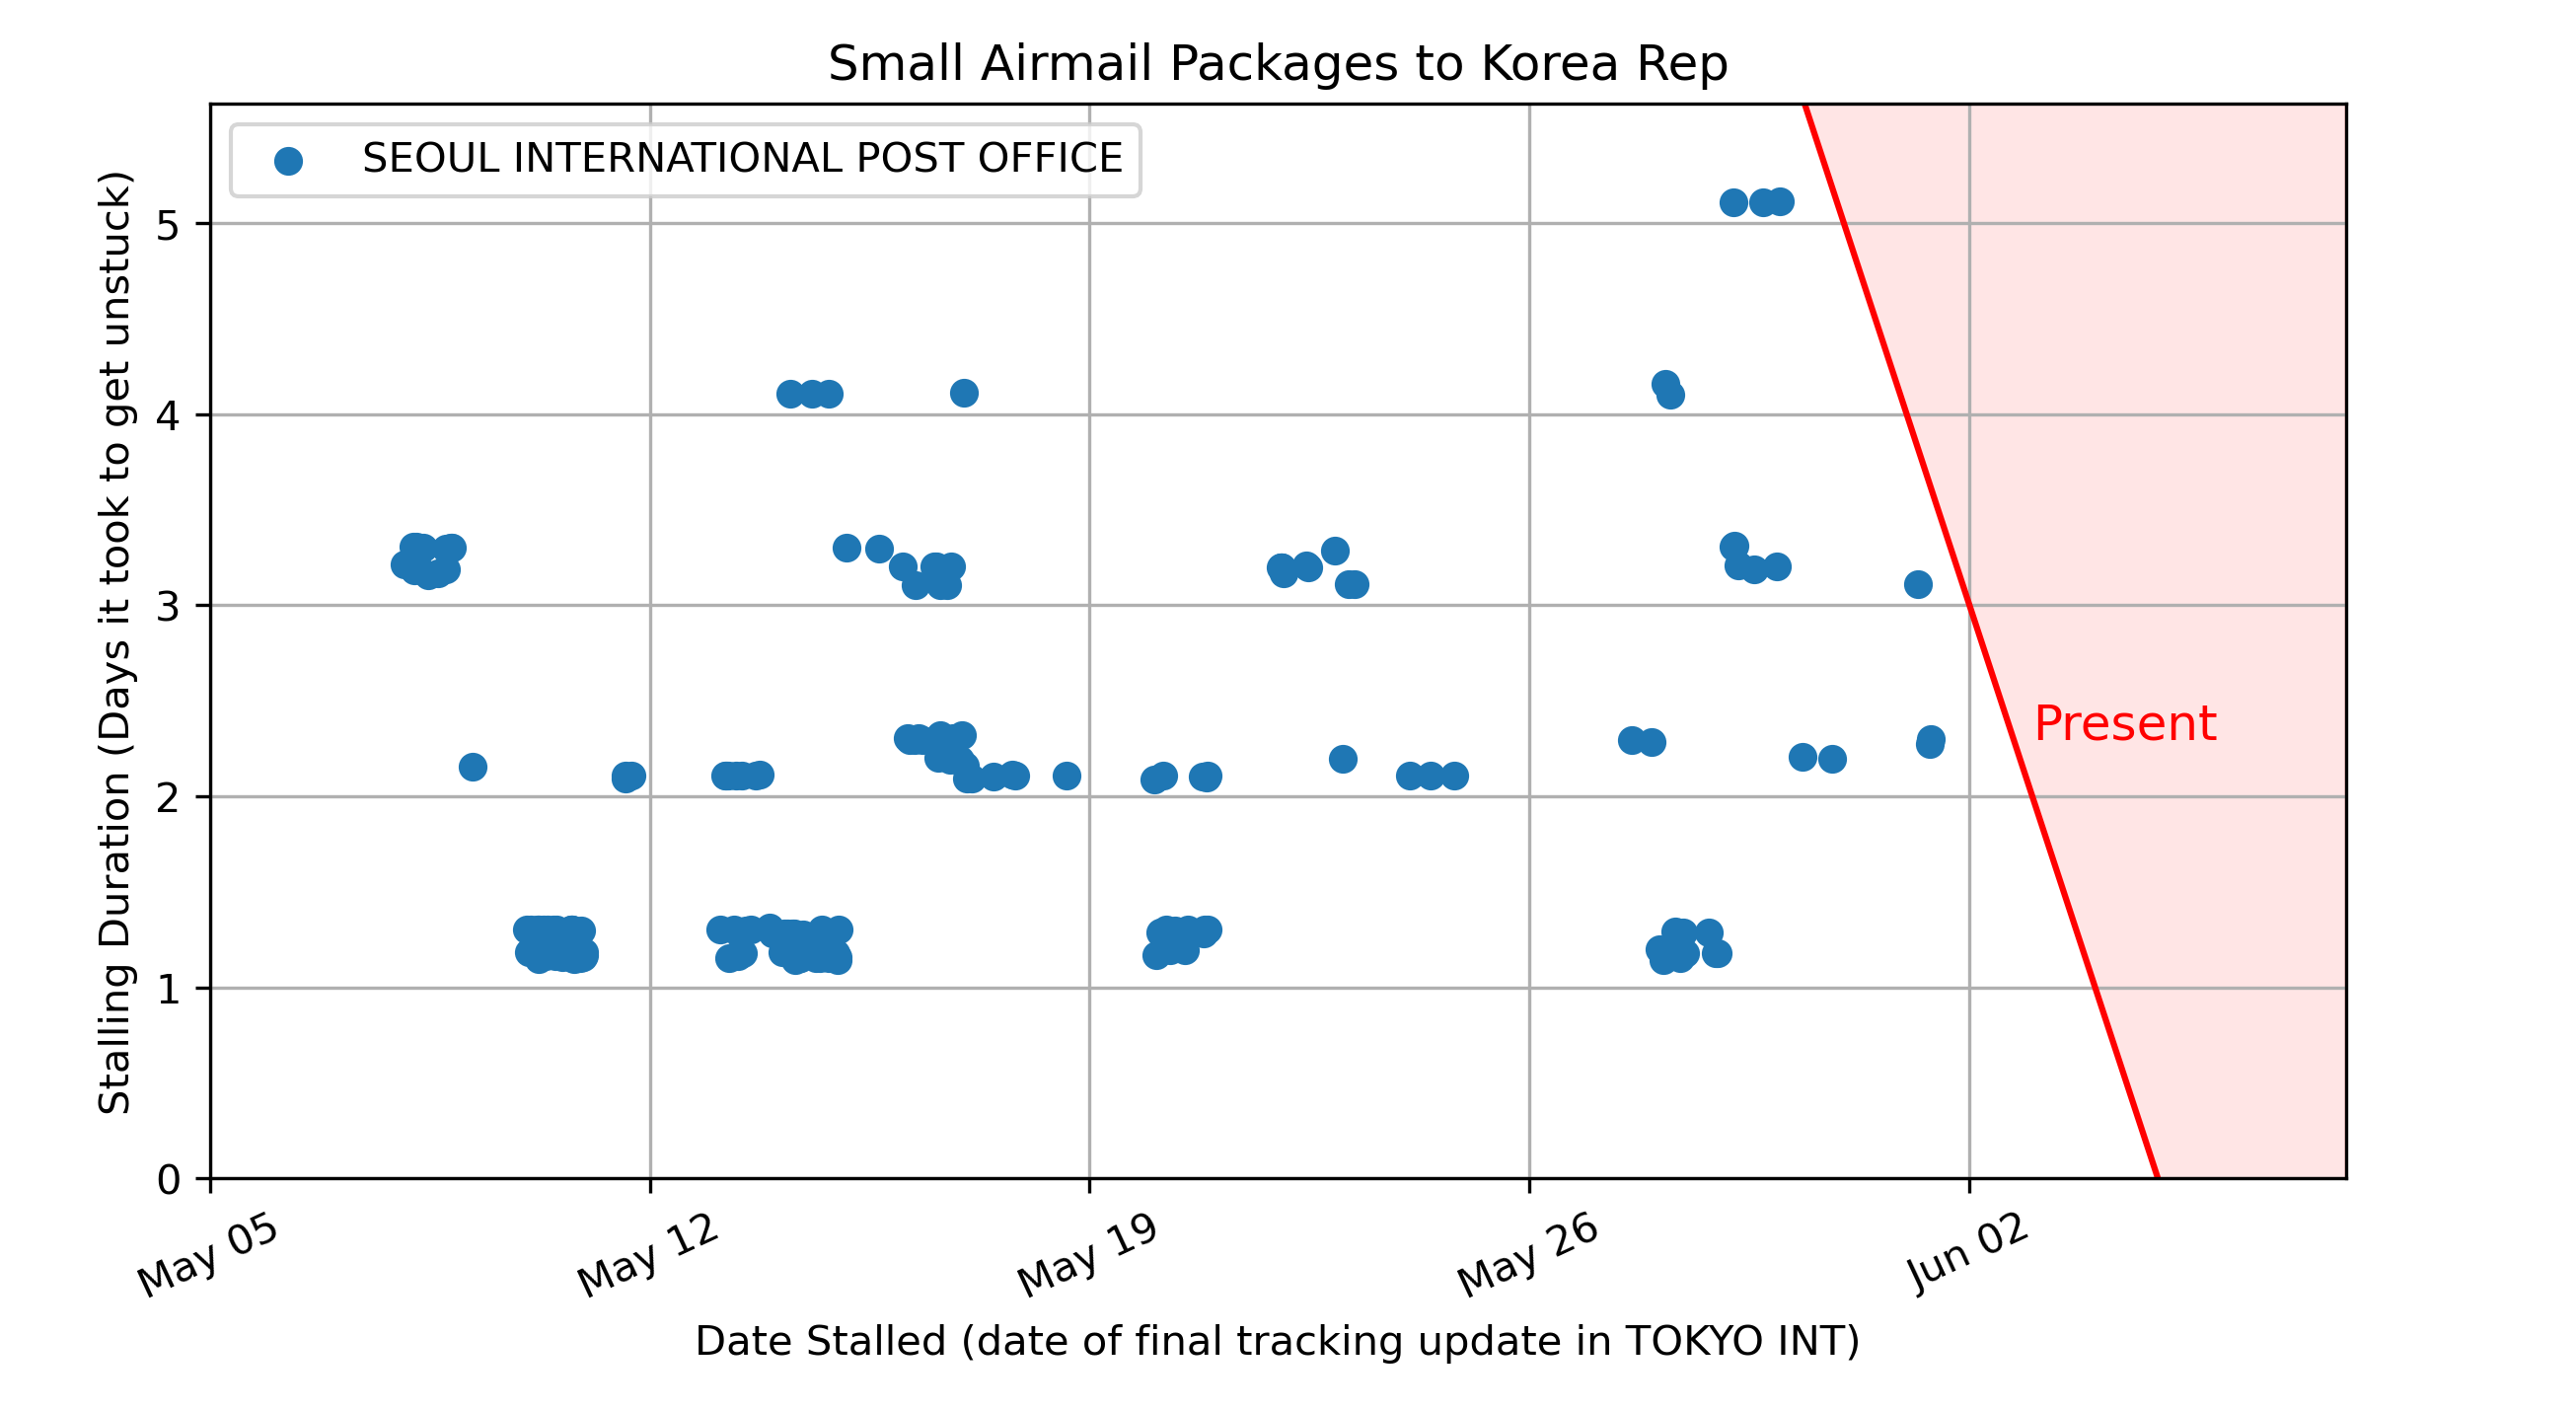 Small Airmail Packages to Korea Rep
SEOUL INTERNATIONAL POST OFFICE
Stalling Duration (Days it took to get unstuck)
5
4
3
2
1
0
Present
May 05
May 12
May 19
May 26
Jun 02
Date Stalled (date of final tracking update in TOKYO INT)